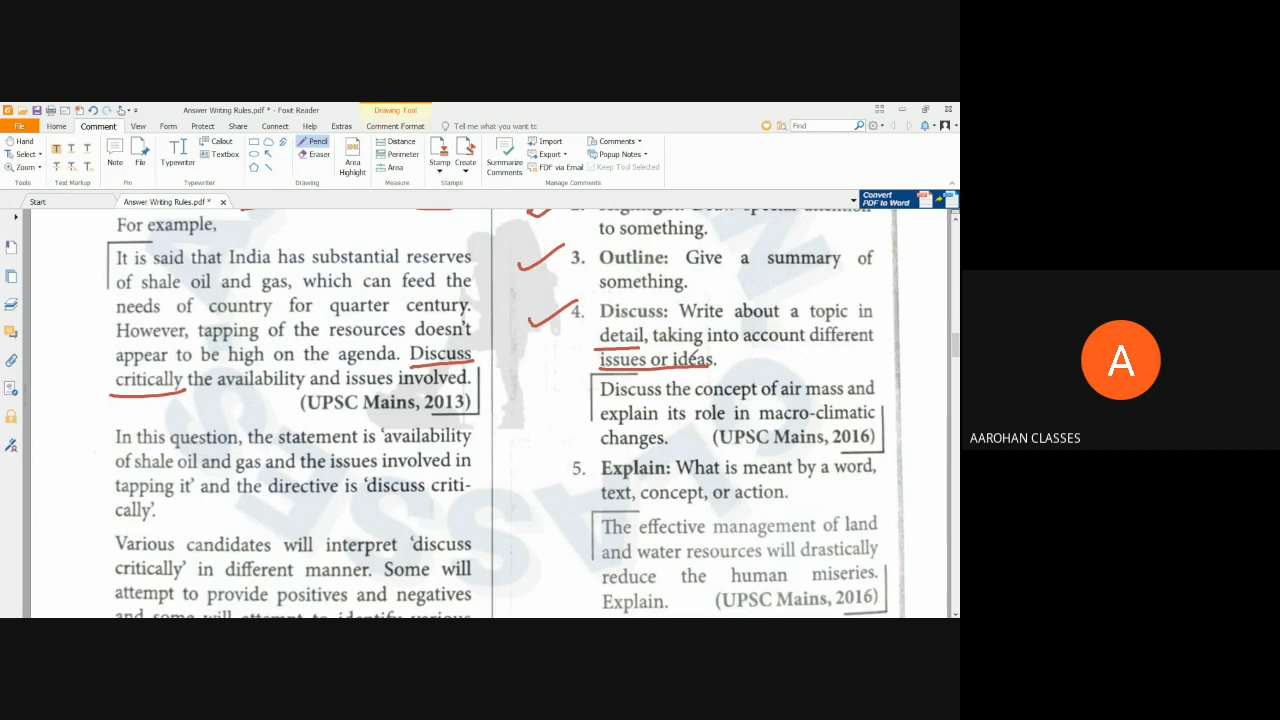 Answer Writing Rules.pdf * - Foxit Reader
Drawing Tool
File Home Comment View Form Protect Share Connect Help Extras Comment Format Tell me what you want to
Find
Hand
Select
Zoom
Tools
Text Markup
Note
File
Pin
Typewriter
Callout
Textbox
Typewriter
Pencil
Eraser
Drawing
Area
Highlight
Distance
Perimeter
Area
Measure
Stamp
Create
Stamps
Summarize
Comments
Import
Export
FDF via Email
Comments
Popup Notes
Keep Tool Selected
Manage Comments
Start
Answer Writing Rules.pdf *
Convert
PDF to Word
For example,
It is said that India has substantial reserves
of shale oil and gas, which can feed the
needs of country for quarter century.
However, tapping of the resources doesn't
appear to be high on the agenda. Discuss
critically the availability and issues involved.
(UPSC Mains, 2013)
In this question, the statement is 'availability
of shale oil and gas and the issues involved in
tapping it' and the directive is 'discuss criti-
cally'.
Various candidates will interpret 'discuss
critically' in different manner. Some will
attempt to provide positives and negatives
to something.
3. Outline: Give a summary of
something.
4. Discuss: Write about a topic in
detail, taking into account different
issues or ideas.
Discuss the concept of air mass and
explain its role in macro-climatic
changes. (UPSC Mains, 2016)
5. Explain: What is meant by a word,
text, concept, or action.
The effective management of land
and water resources will drastically
reduce the human miseries.
Explain. (UPSC Mains, 2016)
A
AAROHAN CLASSES